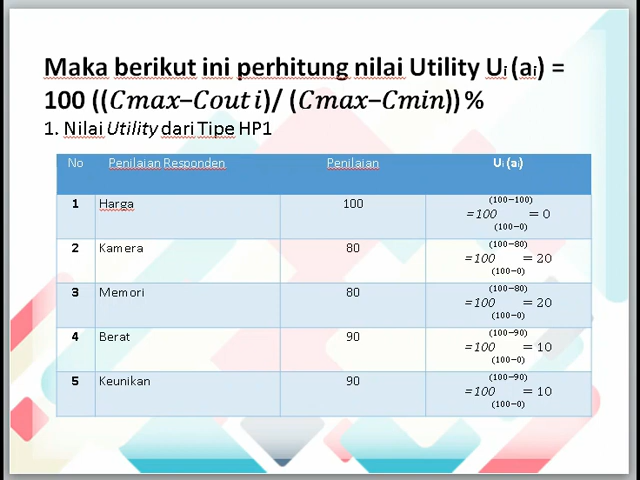 Maka berikut ini perhitung nilai Utility Ui (ai) =
100 ((Cmax–Cout i)/ (Cmax–Cmin)) %
1. Nilai Utility dari Tipe HP1
No Penilaian Responden Penilaian Ui (ai)
1 Harga 100 =100 (100−100) (100−0) = 0
2 Kamera 80 =100 (100−80) (100−0) = 20
3 Memori 80 =100 (100−80) (100−0) = 20
4 Berat 90 =100 (100−90) (100−0) = 10
5 Keunikan 90 =100 (100−90) (100−0) = 10